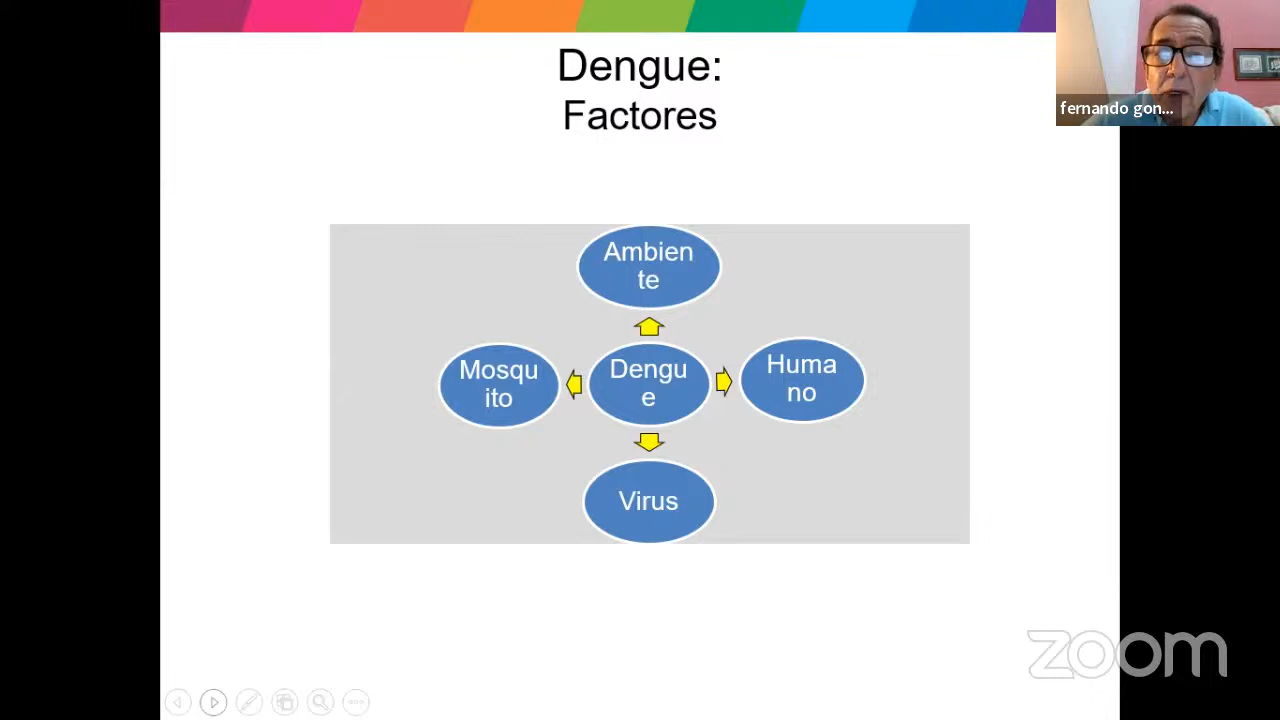 Dengue:
Factores
fernando gon...
Ambien
te
Mosqu
ito
Dengu
e
Huma
no
Virus
zoom